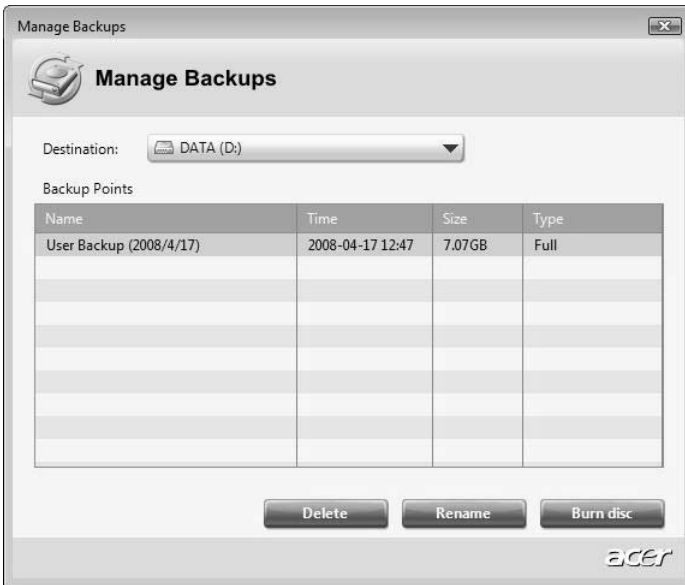 Manage Backups
Manage Backups
Destination: DATA (D:)
Backup Points
Name Time Size Type
User Backup (2008/4/17) 2008-04-17 12:47 7.07GB Full
Delete Rename Burn disc
acer